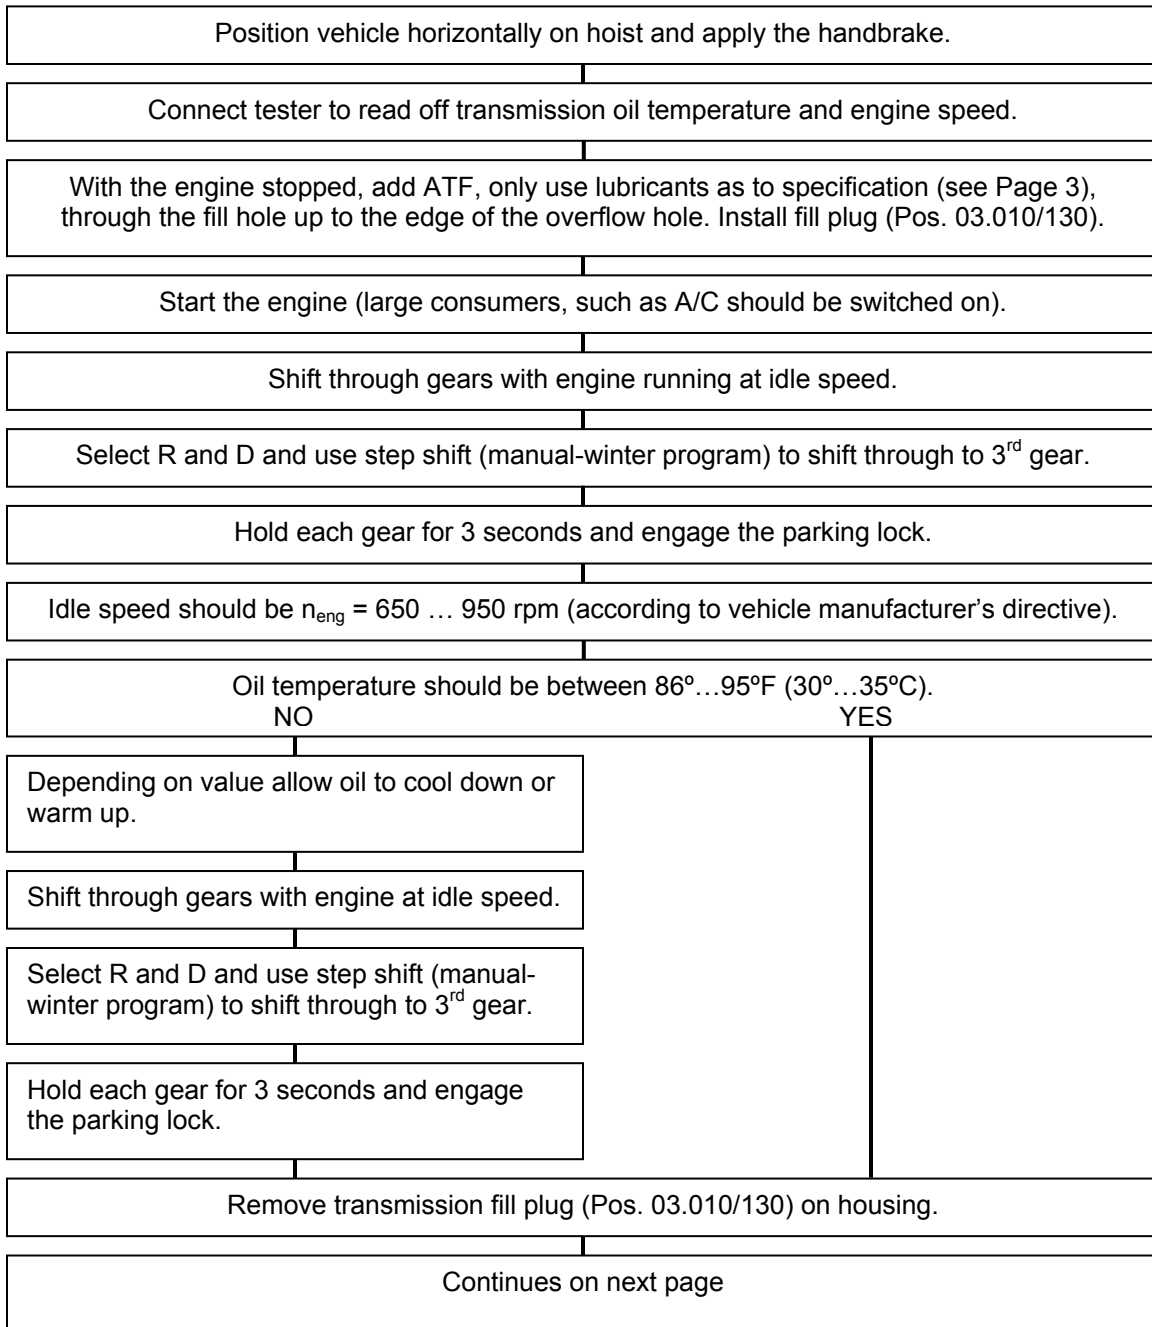 Position vehicle horizontally on hoist and apply the handbrake.
Connect tester to read off transmission oil temperature and engine speed.
With the engine stopped, add ATF, only use lubricants as to specification (see Page 3),
through the fill hole up to the edge of the overflow hole. Install fill plug (Pos. 03.010/130).
Start the engine (large consumers, such as A/C should be switched on).
Shift through gears with engine running at idle speed.
Select R and D and use step shift (manual-winter program) to shift through to 3rd gear.
Hold each gear for 3 seconds and engage the parking lock.
Idle speed should be neng = 650 … 950 rpm (according to vehicle manufacturer’s directive).
Oil temperature should be between 86º…95ºF (30º…35ºC).
NO YES
Depending on value allow oil to cool down or
warm up.
Shift through gears with engine at idle speed.
Select R and D and use step shift (manual-
winter program) to shift through to 3rd gear.
Hold each gear for 3 seconds and engage
the parking lock.
Remove transmission fill plug (Pos. 03.010/130) on housing.
Continues on next page